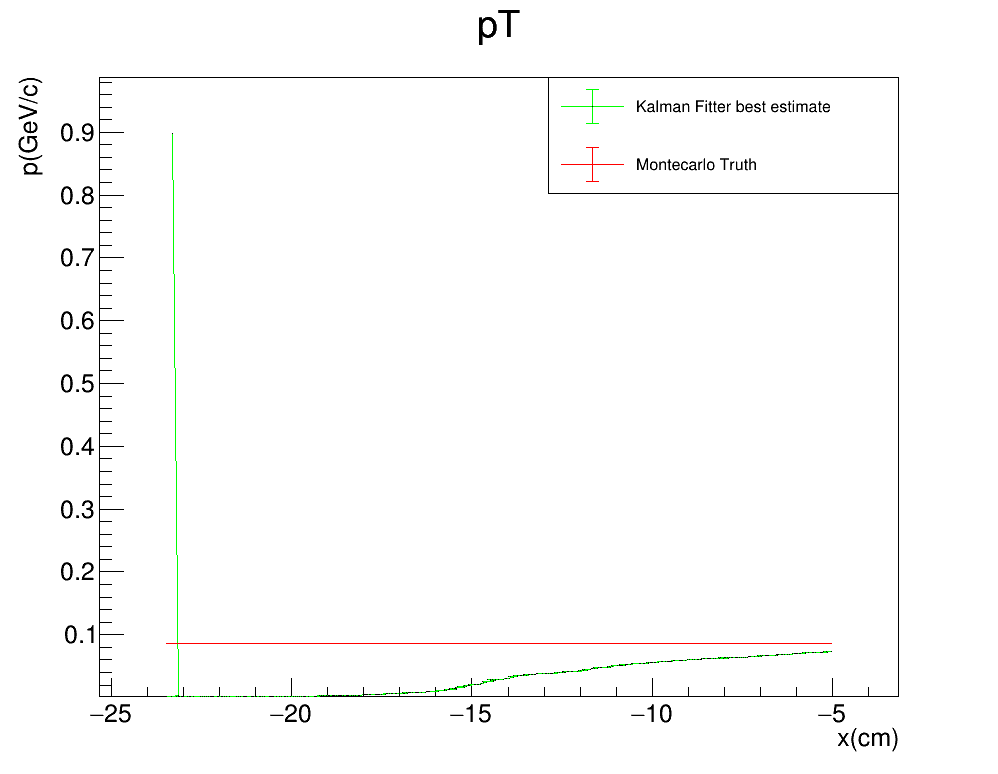 pT
p(GeV/c)
Kalman Fitter best estimate
Montecarlo Truth
0.9
0.8
0.7
0.6
0.5
0.4
0.3
0.2
0.1
−25 −20 −15 −10 −5
x(cm)